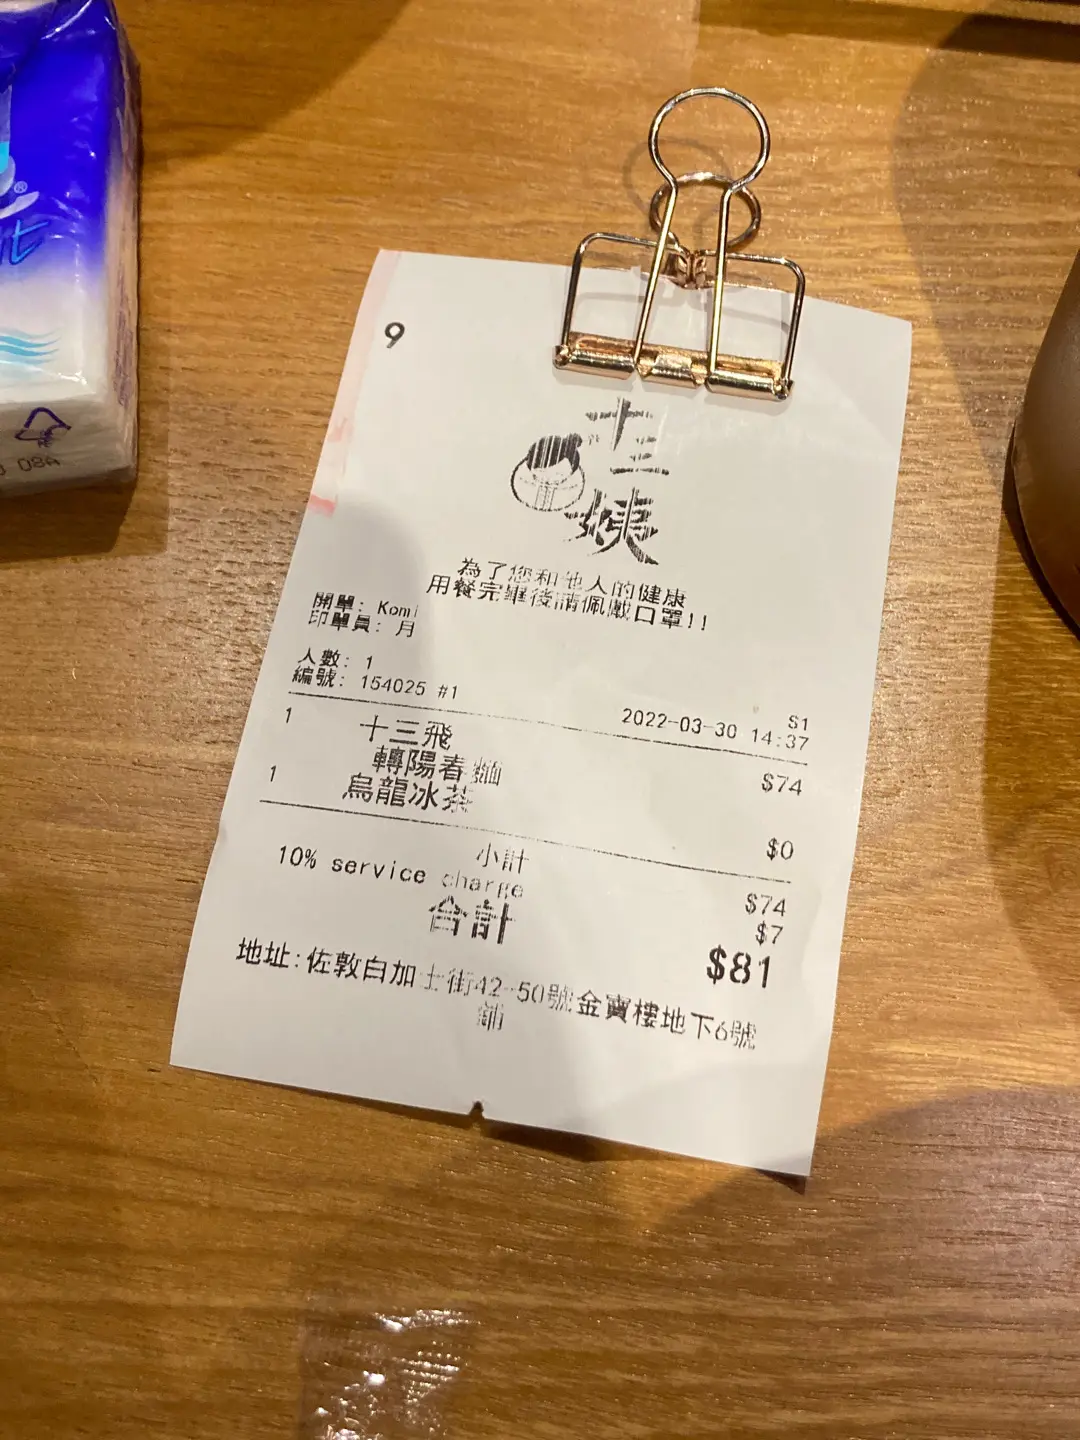 9
十三姨
為了您和他人的健康
用餐完畢後請佩戴口罩!!
開單: Komi
印單員: 月
人數: 1
編號: 154025 #1
S1
2022-03-30 14:37
1 十三飛 $74
轉陽春麵
1 烏龍冰茶 $0
小計 $74
10% service charge $7
合計 $81
地址:佐敦白加士街42-50號金寶樓地下6號
舖
08A